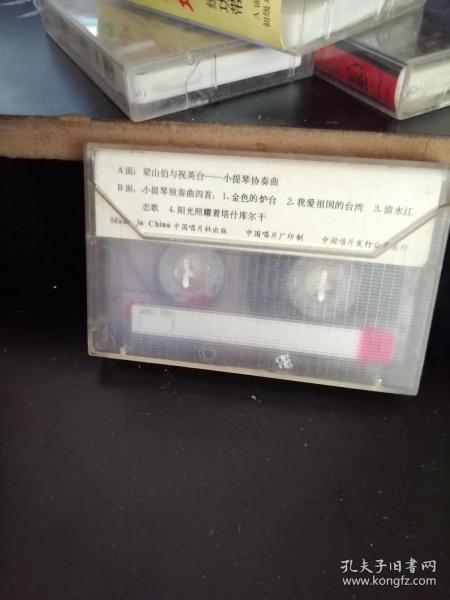 A面
初级
A面：梁山伯与祝英台——小提琴协奏曲
B面：小提琴独奏曲四首：1.金色的炉台 2.我爱祖国的台湾 3.清水江
恋歌 4.阳光照耀着塔什库尔干
Made in China 中国唱片社出版 中国唱片厂印制 中国唱片发行公司发行
孔夫子旧书网
www.kongfz.com